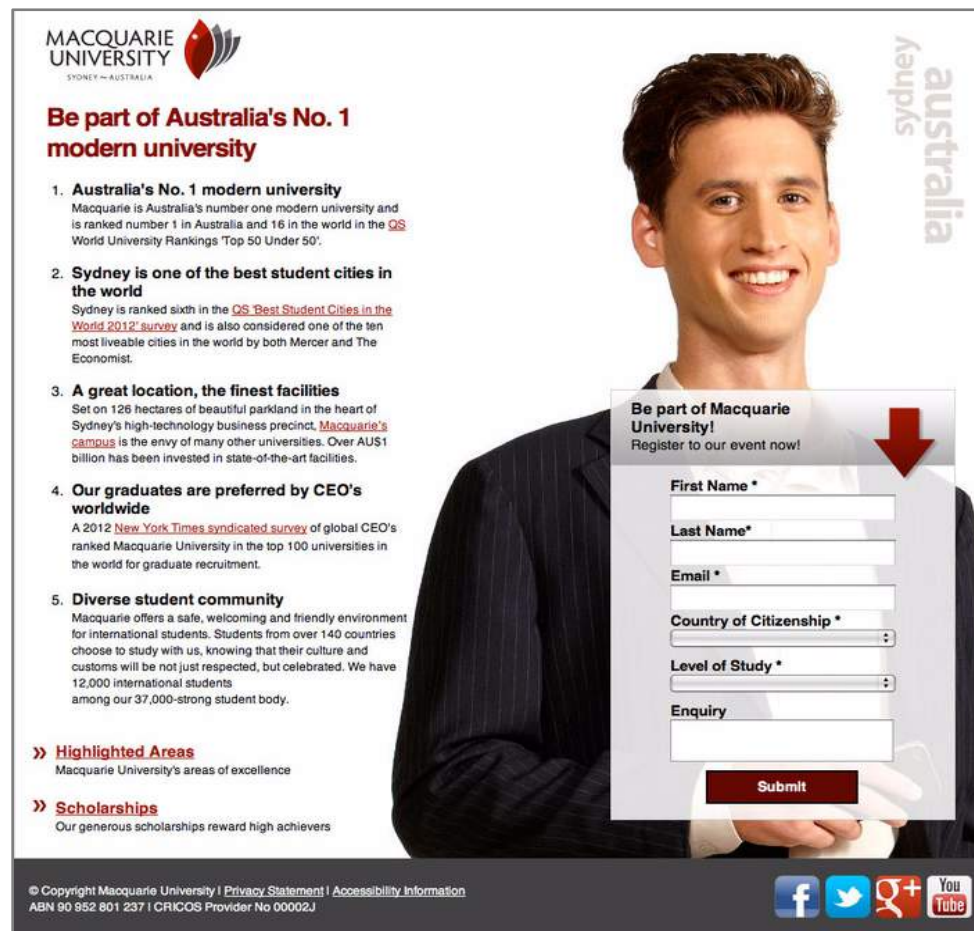 MACQUARIE
UNIVERSITY
SYDNEY ~ AUSTRALIA
sydney
australia
Be part of Australia's No. 1
modern university
1. Australia's No. 1 modern university
Macquarie is Australia's number one modern university and
is ranked number 1 in Australia and 16 in the world in the QS
World University Rankings 'Top 50 Under 50'.
2. Sydney is one of the best student cities in
the world
Sydney is ranked sixth in the QS 'Best Student Cities in the
World 2012' survey and is also considered one of the ten
most liveable cities in the world by both Mercer and The
Economist.
3. A great location, the finest facilities
Set on 126 hectares of beautiful parkland in the heart of
Sydney's high-technology business precinct, Macquarie's
campus is the envy of many other universities. Over AU$1
billion has been invested in state-of-the-art facilities.
4. Our graduates are preferred by CEO's
worldwide
A 2012 New York Times syndicated survey of global CEO's
ranked Macquarie University in the top 100 universities in
the world for graduate recruitment.
5. Diverse student community
Macquarie offers a safe, welcoming and friendly environment
for international students. Students from over 140 countries
choose to study with us, knowing that their culture and
customs will be not just respected, but celebrated. We have
12,000 international students
among our 37,000-strong student body.
» Highlighted Areas
Macquarie University's areas of excellence
» Scholarships
Our generous scholarships reward high achievers
Be part of Macquarie
University!
Register to our event now!
First Name *
Last Name*
Email *
Country of Citizenship *
Level of Study *
Enquiry
Submit
© Copyright Macquarie University | Privacy Statement | Accessibility Information
ABN 90 952 801 237 | CRICOS Provider No 00002J
f
g+
You
Tube